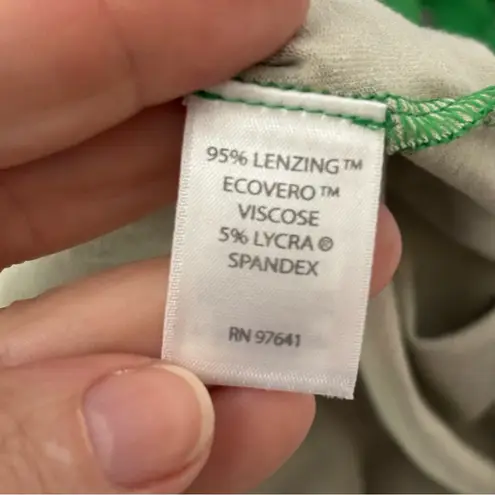 95% LENZING™
ECOVERO™
VISCOSE
5% LYCRA®
SPANDEX
RN 97641